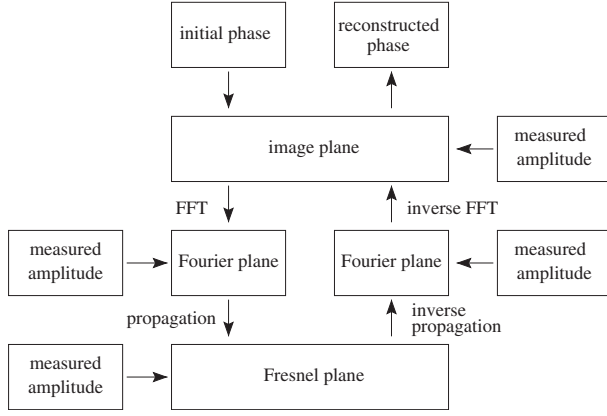 initial phase
reconstructed
phase
image plane
measured
amplitude
FFT
inverse FFT
measured
amplitude
Fourier plane
Fourier plane
measured
amplitude
propagation
inverse
propagation
measured
amplitude
Fresnel plane